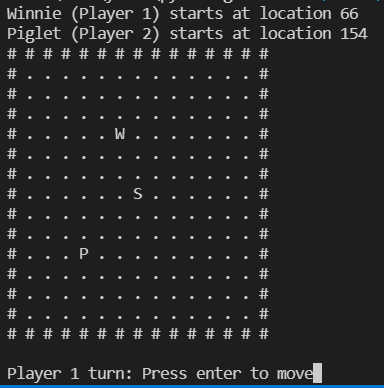 Winnie (Player 1) starts at location 66
Piglet (Player 2) starts at location 154
# # # # # # # # # # # # # # #
# . . . . . . . . . . . . . #
# . . . . . . . . . . . . . #
# . . . . . . . . . . . . . #
# . . . . . W . . . . . . . #
# . . . . . . . . . . . . . #
# . . . . . . . . . . . . . #
# . . . . . . S . . . . . . #
# . . . . . . . . . . . . . #
# . . . . . . . . . . . . . #
# . . . P . . . . . . . . . #
# . . . . . . . . . . . . . #
# . . . . . . . . . . . . . #
# . . . . . . . . . . . . . #
# # # # # # # # # # # # # # #
Player 1 turn: Press enter to move